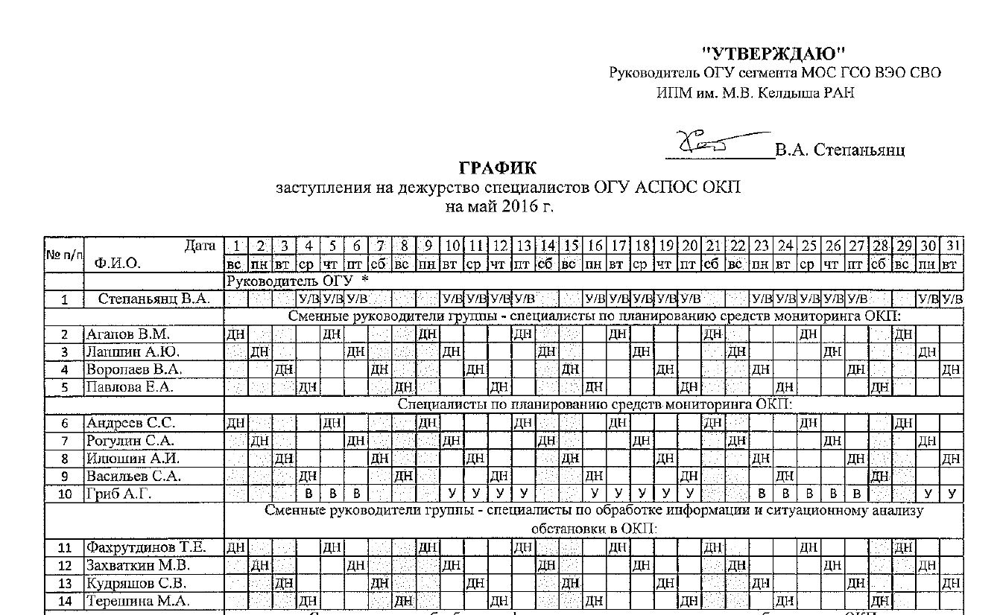 "УТВЕРЖДАЮ"
Руководитель ОГУ сегмента МОС ГСО ВЭО СВО
ИПМ им. М.В. Келдыша РАН
В.А. Степаньянц
ГРАФИК
заступления на дежурство специалистов ОГУ АСПОС ОКП
на май 2016 г.
№ п/п Дата 1 2 3 4 5 6 7 8 9 10 11 12 13 14 15 16 17 18 19 20 21 22 23 24 25 26 27 28 29 30 31
Ф.И.О. вс пн вт ср чт пт сб вс пн вт ср чт пт сб вс пн вт ср чт пт сб вс пн вт ср чт пт сб вс пн вт
Руководитель ОГУ *
1 Степаньянц В.А. У/В У/В У/В У/В У/В У/В У/В У/В У/В У/В У/В У/В У/В У/В У/В У/В У/В У/В У/В
Сменные руководители группы - специалисты по планированию средств мониторинга ОКП:
2 Агапов В.М. ДН ДН ДН ДН ДН ДН ДН ДН
3 Лапшин А.Ю. ДН ДН ДН ДН ДН ДН ДН ДН
4 Воропаев В.А. ДН ДН ДН ДН ДН ДН ДН ДН
5 Павлова Е.А. ДН ДН ДН ДН ДН ДН ДН
Специалисты по планированию средств мониторинга ОКП:
6 Андреев С.С. ДН ДН ДН ДН ДН ДН ДН ДН
7 Рогулин С.А. ДН ДН ДН ДН ДН ДН ДН ДН
8 Илюшин А.И. ДН ДН ДН ДН ДН ДН ДН ДН
9 Васильев С.А. ДН ДН ДН ДН ДН ДН ДН
10 Гриб А.Г. В В В У У У У У У У У У В В В В В У У
Сменные руководители группы - специалисты по обработке информации и ситуационному анализу
обстановки в ОКП:
11 Фахрутдинов Т.Е. ДН ДН ДН ДН ДН ДН ДН ДН
12 Захваткин М.В. ДН ДН ДН ДН ДН ДН ДН ДН
13 Кудряшов С.В. ДН ДН ДН ДН ДН ДН ДН ДН
14 Терешина М.А. ДН ДН ДН ДН ДН ДН ДН